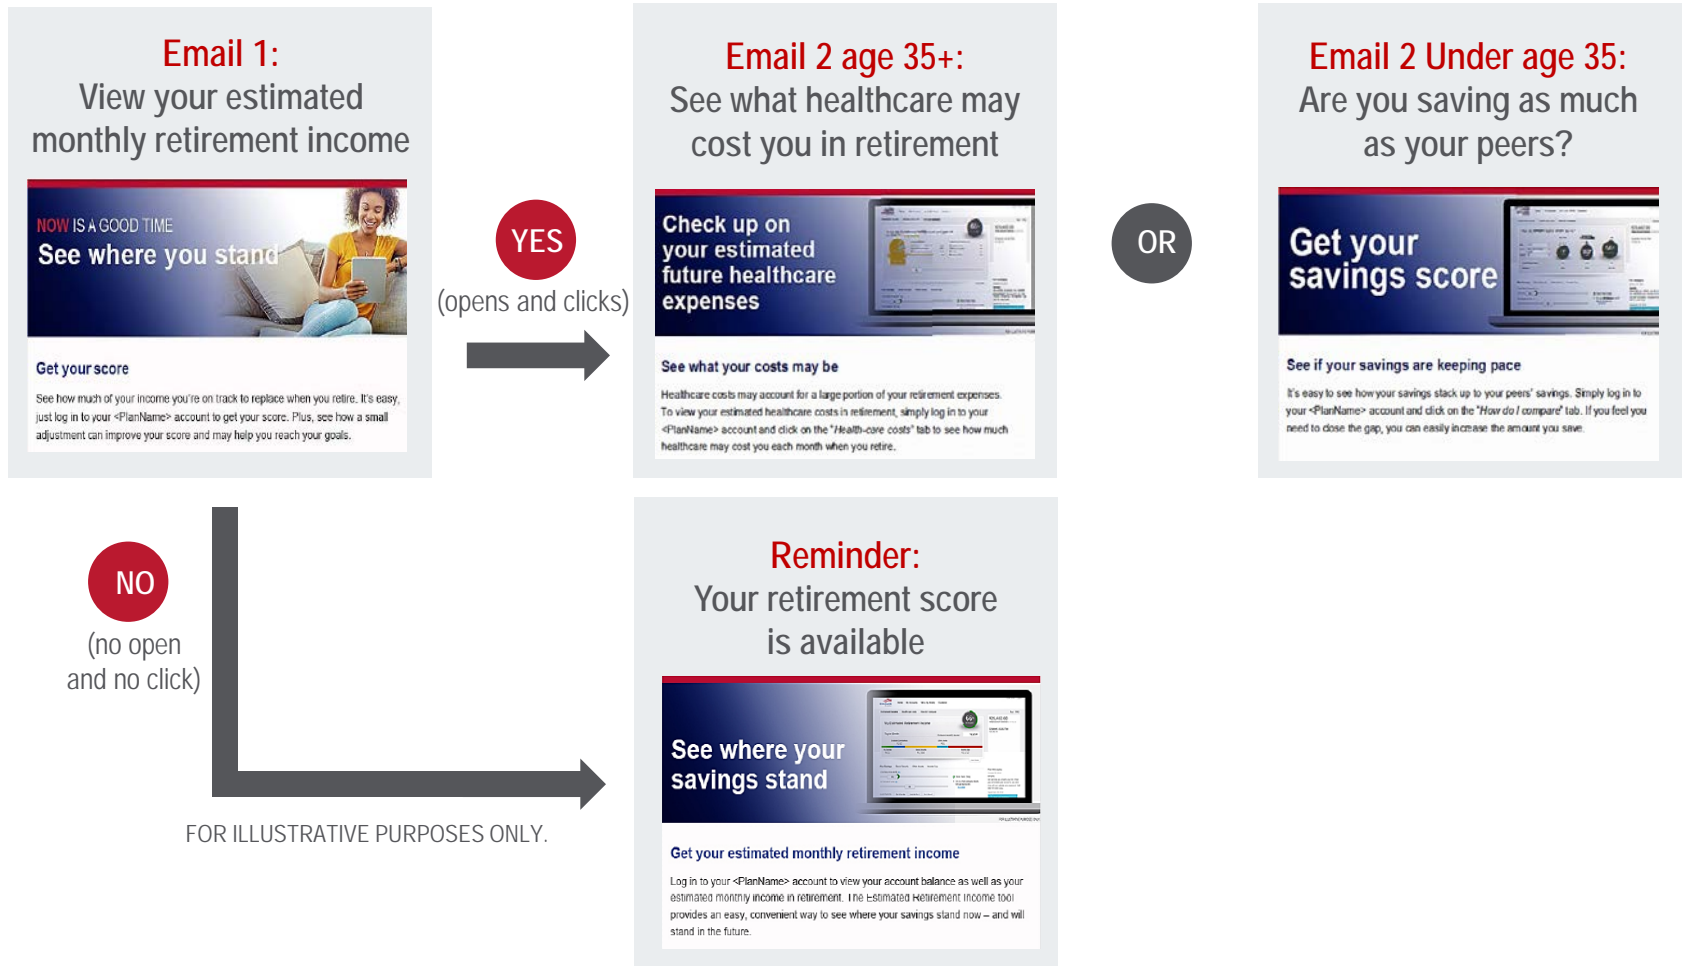 Email 1:
View your estimated
monthly retirement income
NOW IS A GOOD TIME
See where you stand
Get your score
See how much of your income you're on track to replace when you retire. It's easy,
just log in to your <PlanName> account to get your score. Plus, see how a small
adjustment can improve your score and may help you reach your goals.
YES
(opens and clicks)
Email 2 age 35+:
See what healthcare may
cost you in retirement
Check up on
your estimated
future healthcare
expenses
See what your costs may be
Healthcare costs may account for a large portion of your retirement expenses.
To view your estimated healthcare costs in retirement, simply log in to your
<PlanName> account and click on the "Health-care costs" tab to see how much
healthcare may cost you each month when you retire.
OR
Email 2 Under age 35:
Are you saving as much
as your peers?
Get your
savings score
See if your savings are keeping pace
It's easy to see how your savings stack up to your peers' savings. Simply log in to
your <PlanName> account and click on the "How do I compare" tab. If you feel you
need to close the gap, you can easily increase the amount you save.
NO
(no open
and no click)
FOR ILLUSTRATIVE PURPOSES ONLY.
Reminder:
Your retirement score
is available
See where your
savings stand
Get your estimated monthly retirement income
Log in to your <PlanName> account to view your account balance as well as your
estimated monthly income in retirement. The Estimated Retirement Income tool
provides an easy, convenient way to see where your savings stand now – and will
stand in the future.